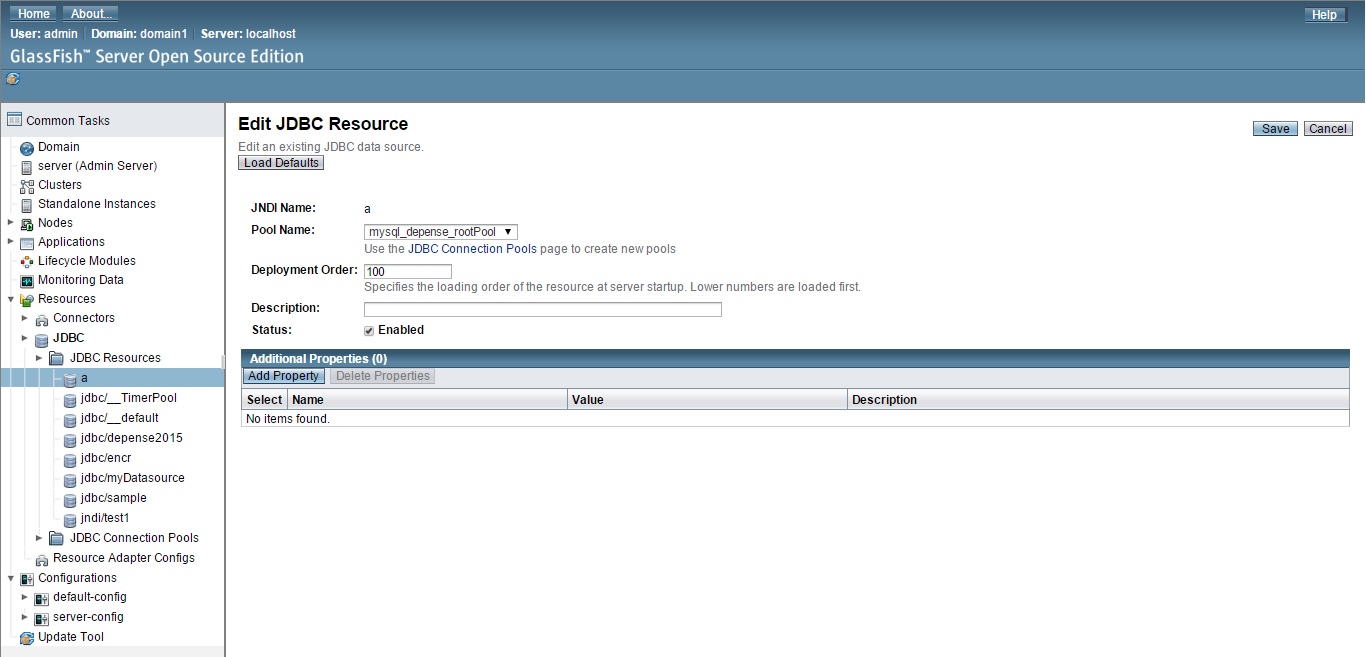 Home About...
Help
User: admin Domain: domain1 Server: localhost
GlassFish™ Server Open Source Edition
Common Tasks
Domain
server (Admin Server)
Clusters
Standalone Instances
Nodes
Applications
Lifecycle Modules
Monitoring Data
Resources
Connectors
JDBC
JDBC Resources
a
jdbc/__TimerPool
jdbc/__default
jdbc/depense2015
jdbc/encr
jdbc/myDatasource
jdbc/sample
jndi/test1
JDBC Connection Pools
Resource Adapter Configs
Configurations
default-config
server-config
Update Tool
Edit JDBC Resource
Save Cancel
Edit an existing JDBC data source.
Load Defaults
JNDI Name: a
Pool Name: mysql_depense_rootPool
Use the JDBC Connection Pools page to create new pools
Deployment Order: 100
Specifies the loading order of the resource at server startup. Lower numbers are loaded first.
Description:
Status: Enabled
Additional Properties (0)
Add Property Delete Properties
Select Name Value Description
No items found.